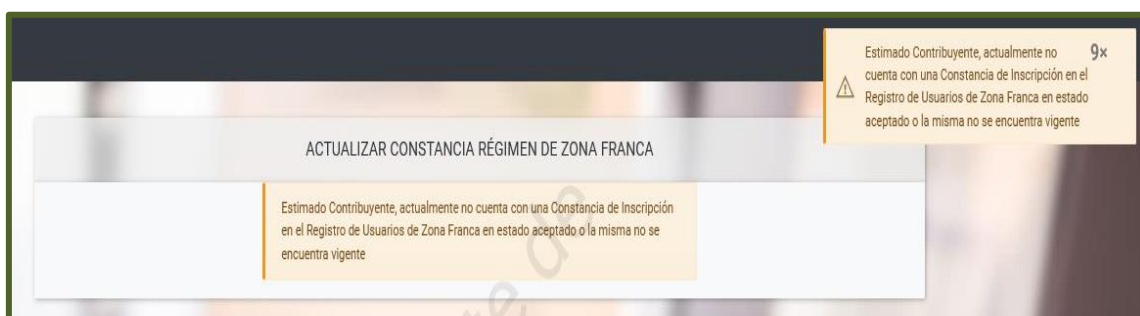 Estimado Contribuyente, actualmente no 9×
cuenta con una Constancia de Inscripción en el
Registro de Usuarios de Zona Franca en estado
aceptado o la misma no se encuentra vigente
ACTUALIZAR CONSTANCIA RÉGIMEN DE ZONA FRANCA
Estimado Contribuyente, actualmente no cuenta con una Constancia de Inscripción
en el Registro de Usuarios de Zona Franca en estado aceptado o la misma no se
encuentra vigente
de